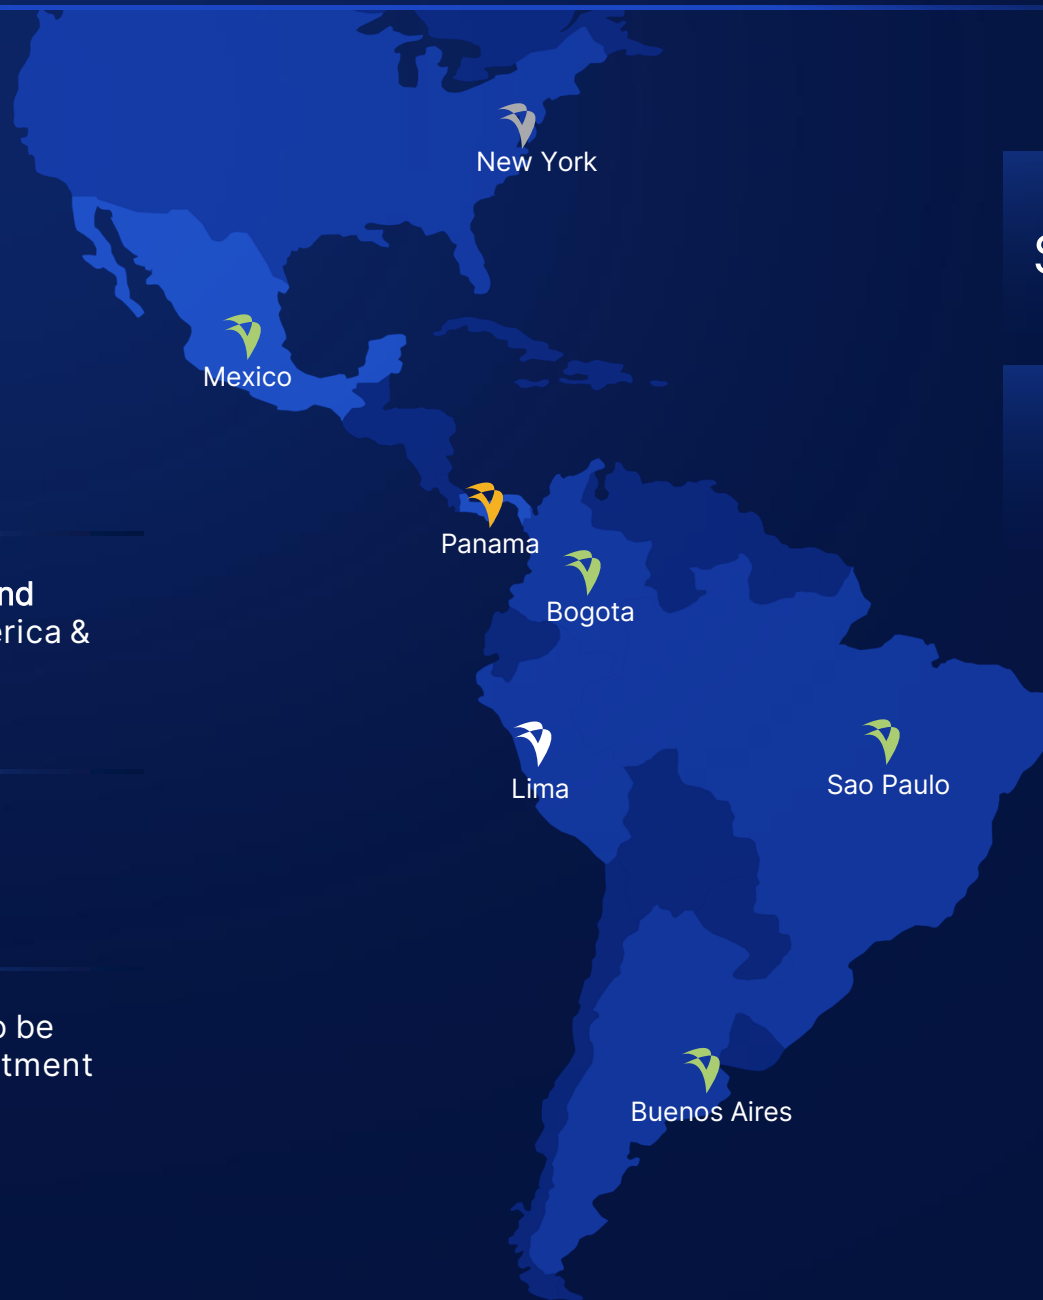 New York
Mexico
Panama
Bogota
Lima
Sao Paulo
Buenos Aires
nd
erica &
o be
tment
S